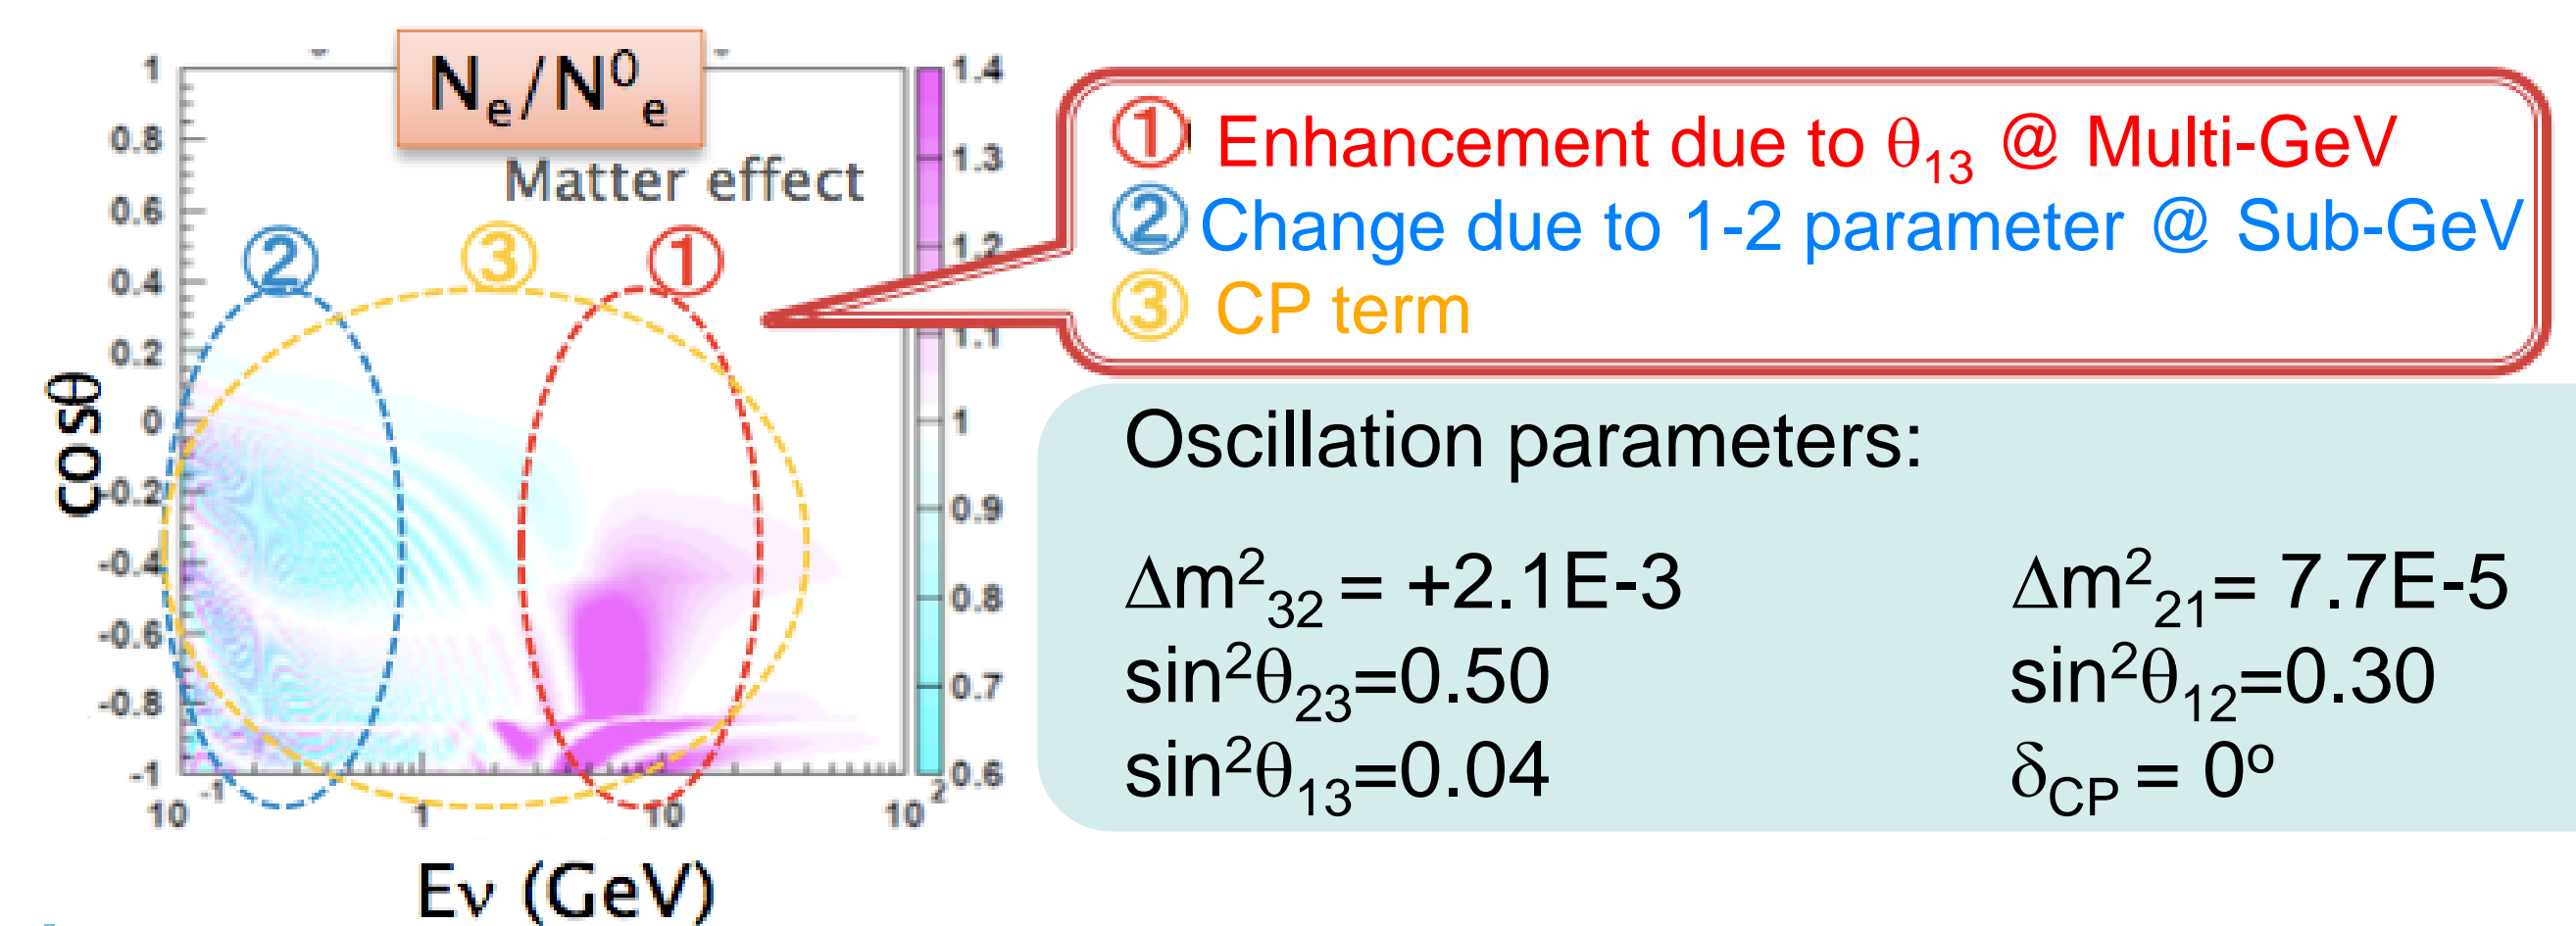 Nₑ/N⁰ₑ
Matter effect
② ③ ①
1
0.8
0.6
0.4
0.2
0
-0.2
-0.4
-0.6
-0.8
-1
cosθ
10⁻¹ 1 10 10²
Eν (GeV)
1.4
1.3
1.2
1.1
1
0.9
0.8
0.7
0.6
① Enhancement due to θ₁₃ @ Multi-GeV
② Change due to 1-2 parameter @ Sub-GeV
③ CP term
Oscillation parameters:
Δm²₃₂ = +2.1E-3 Δm²₂₁= 7.7E-5
sin²θ₂₃=0.50 sin²θ₁₂=0.30
sin²θ₁₃=0.04 δ_CP = 0º